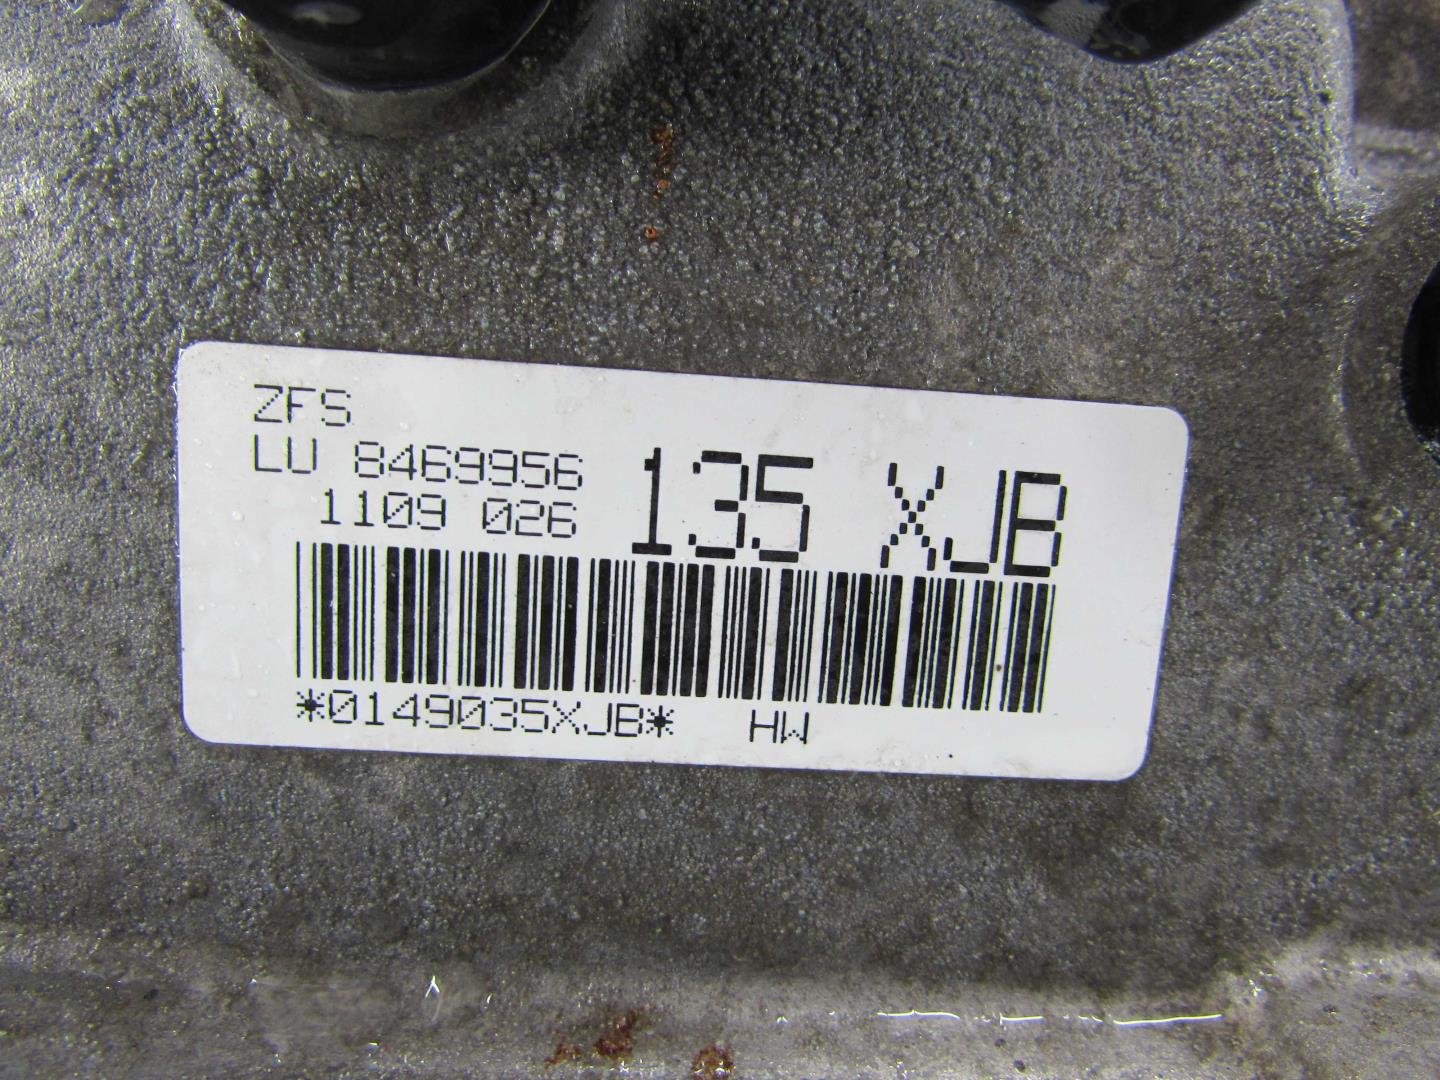 ZFS
LU 8469956
1109 026 135 XJB
*0149035XJB* HW